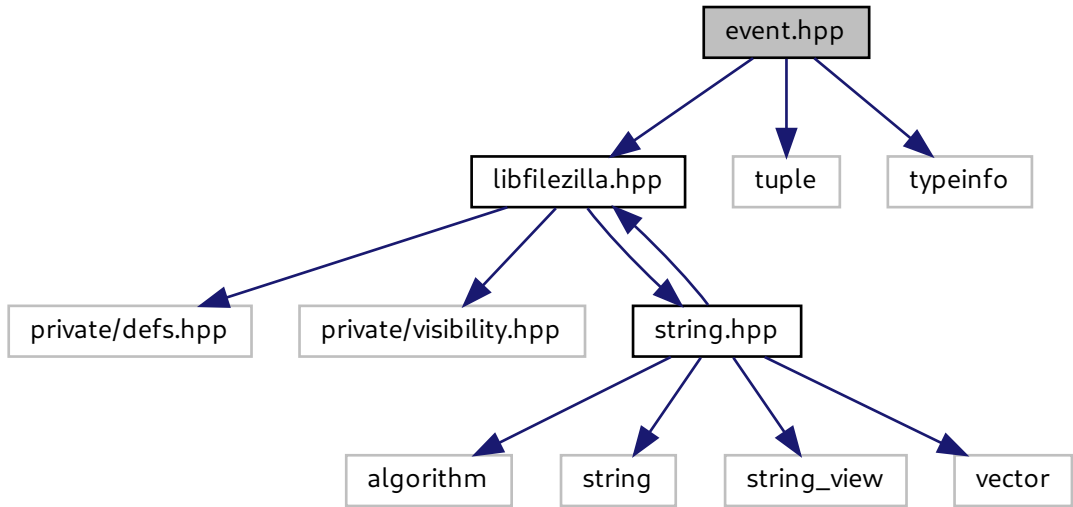 event.hpp
libfilezilla.hpp
tuple
typeinfo
private/defs.hpp
private/visibility.hpp
string.hpp
algorithm
string
string_view
vector